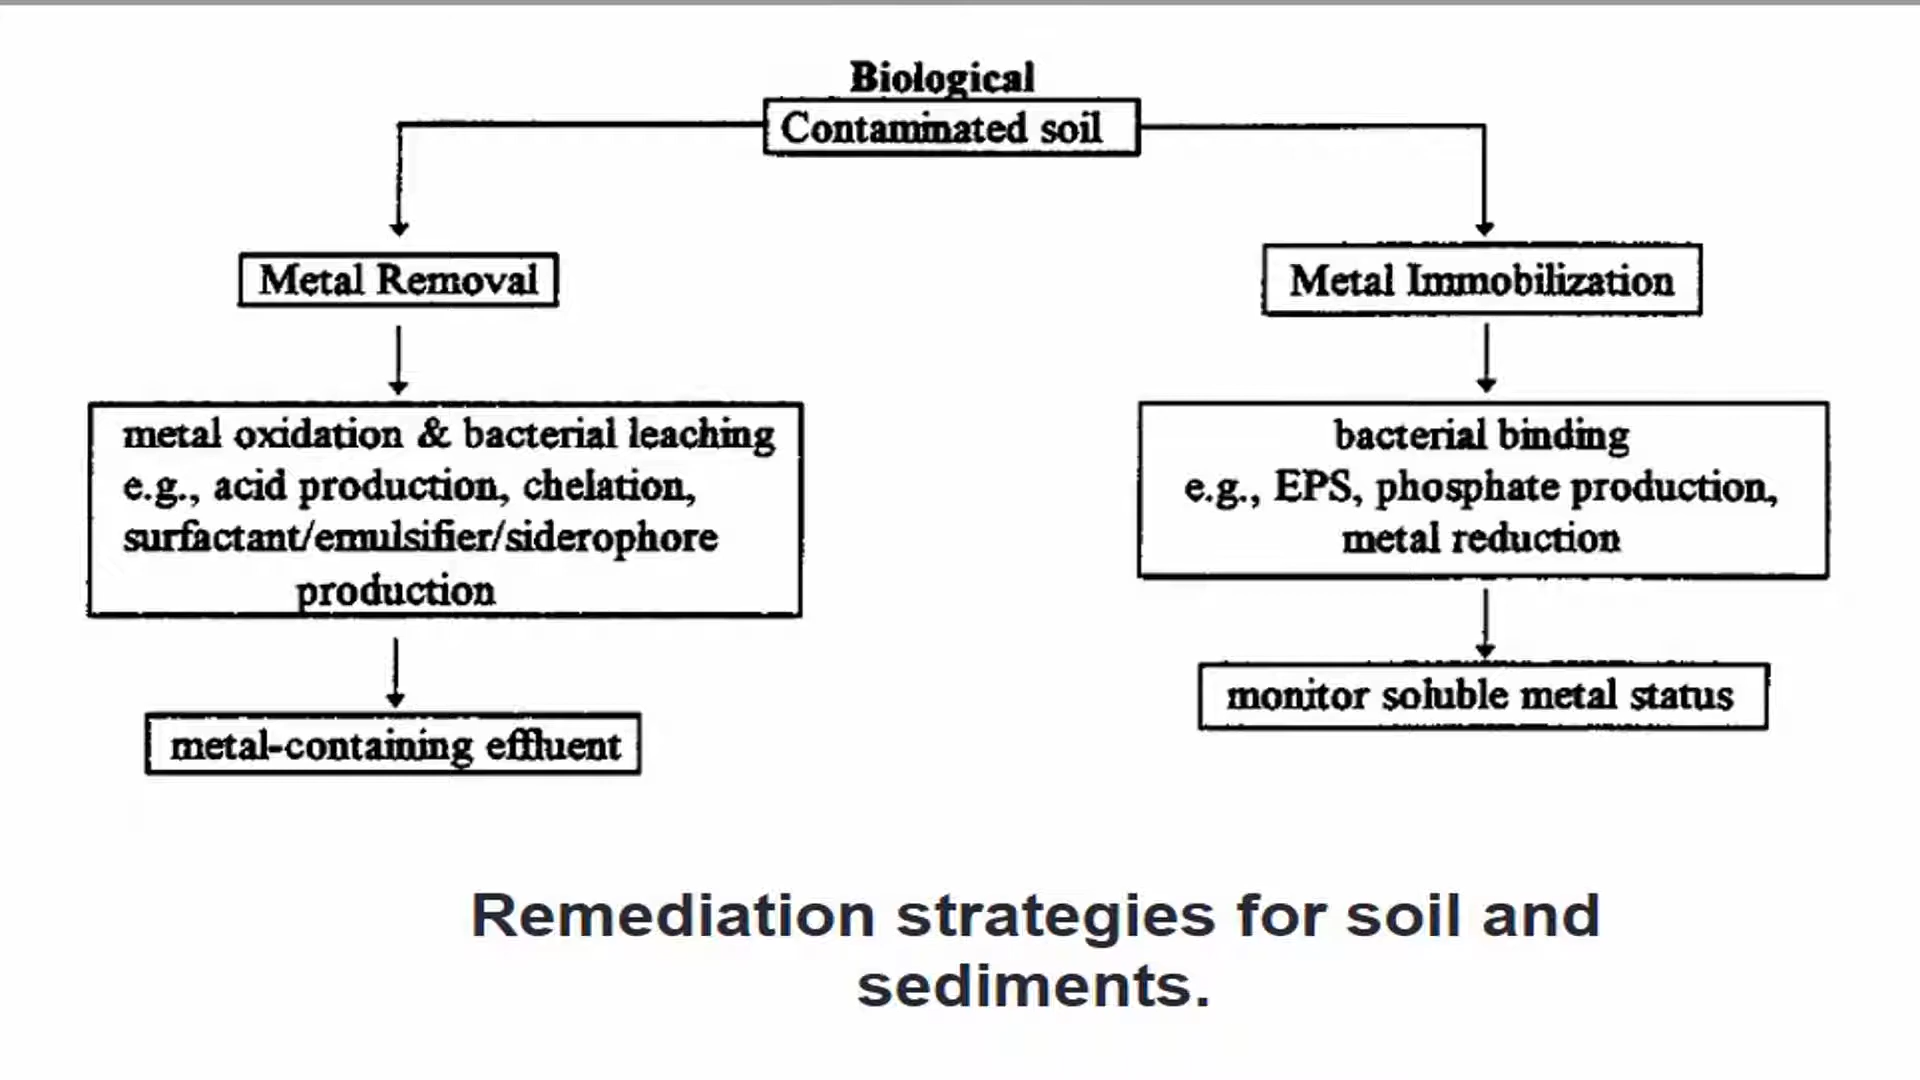 Biological
Contaminated soil
Metal Removal
Metal Immobilization
metal oxidation & bacterial leaching
e.g., acid production, chelation,
surfactant/emulsifier/siderophore
production
bacterial binding
e.g., EPS, phosphate production,
metal reduction
metal-containing effluent
monitor soluble metal status
Remediation strategies for soil and
sediments.